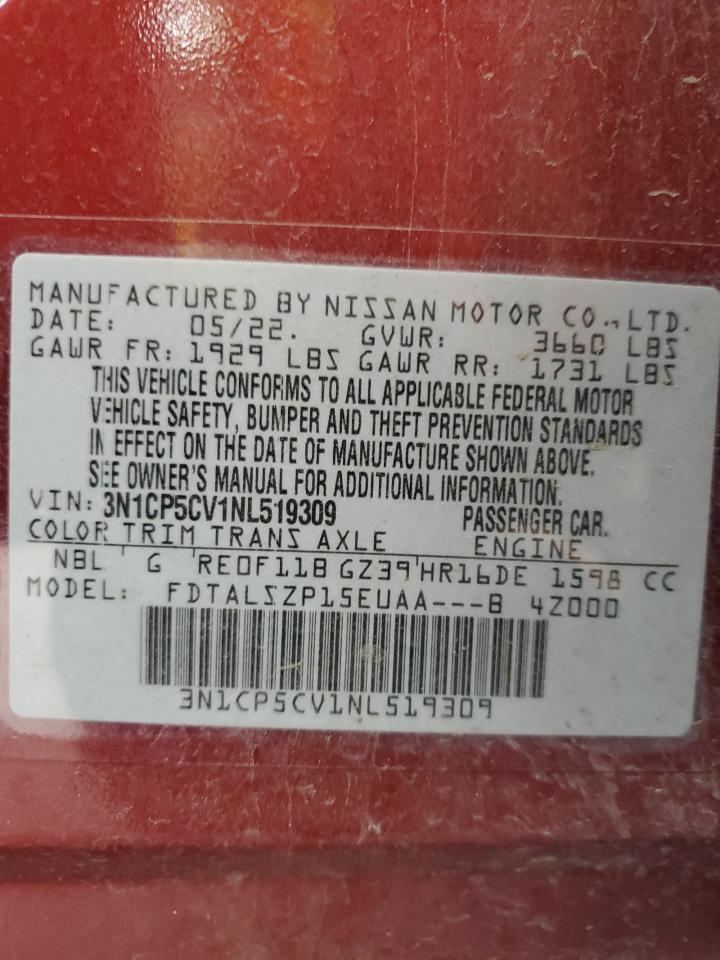 MANUFACTURED BY NISSAN MOTOR CO., LTD.
DATE: 05/22. GVWR: 3660 LBS
GAWR FR: 1929 LBS GAWR RR: 1731 LBS
THIS VEHICLE CONFORMS TO ALL APPLICABLE FEDERAL MOTOR
VEHICLE SAFETY, BUMPER AND THEFT PREVENTION STANDARDS
IN EFFECT ON THE DATE OF MANUFACTURE SHOWN ABOVE.
SEE OWNER'S MANUAL FOR ADDITIONAL INFORMATION.
VIN: 3N1CP5CV1NL519309 PASSENGER CAR.
COLOR TRIM TRANS AXLE ENGINE
NBL G RE0F11B GZ39 HR16DE 1598 CC
MODEL: FDTALSZP15EUAA---B 4Z000
3N1CP5CV1NL519309